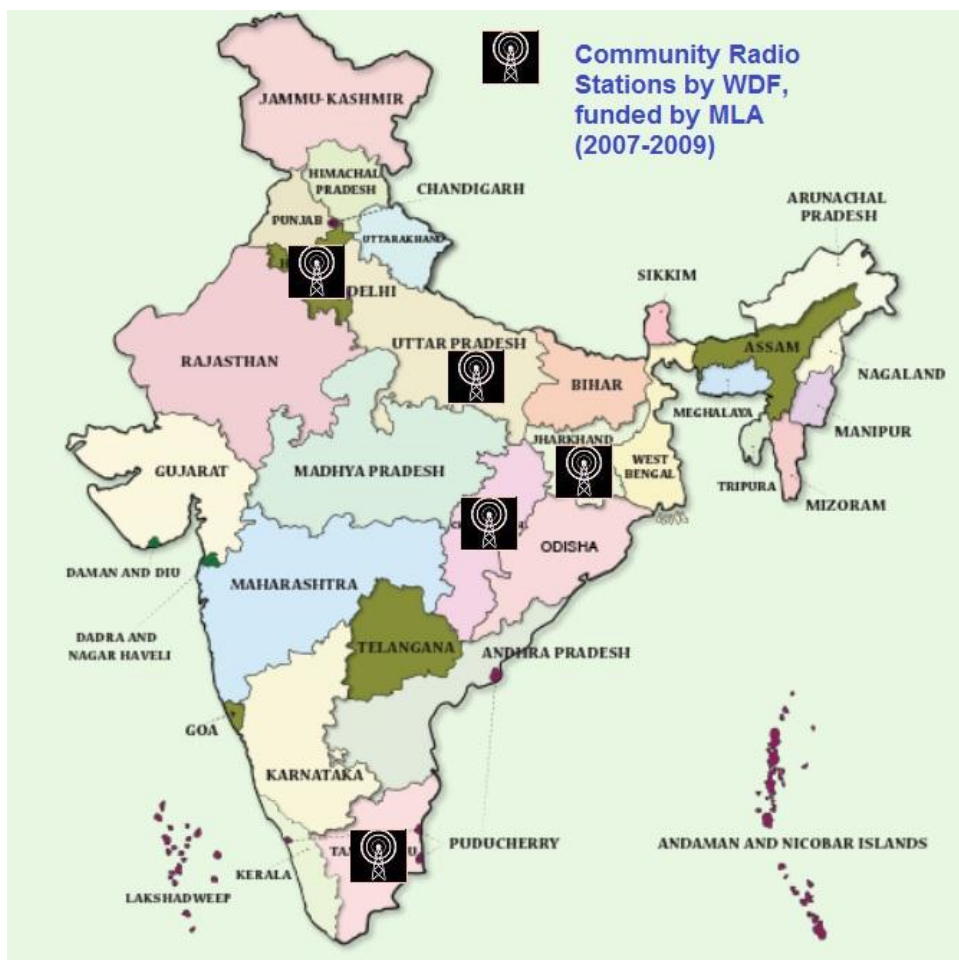 Community Radio
Stations by WDF,
funded by MLA
(2007-2009)
JAMMU-KASHMIR
HIMACHAL
PRADESH
CHANDIGARH
PUNJAB
UTTARAKHAND
ARUNACHAL
PRADESH
DELHI
SIKKIM
RAJASTHAN
UTTAR PRADESH
BIHAR
ASSAM
NAGALAND
MEGHALAYA
MANIPUR
GUJARAT
MADHYA PRADESH
JHARKHAND
WEST
BENGAL
TRIPURA
MIZORAM
ODISHA
DAMAN AND DIU
MAHARASHTRA
DADRA AND
NAGAR HAVELI
TELANGANA
ANDHRA PRADESH
GOA
KARNATAKA
PUDUCHERRY
ANDAMAN AND NICOBAR ISLANDS
KERALA
LAKSHADWEEP